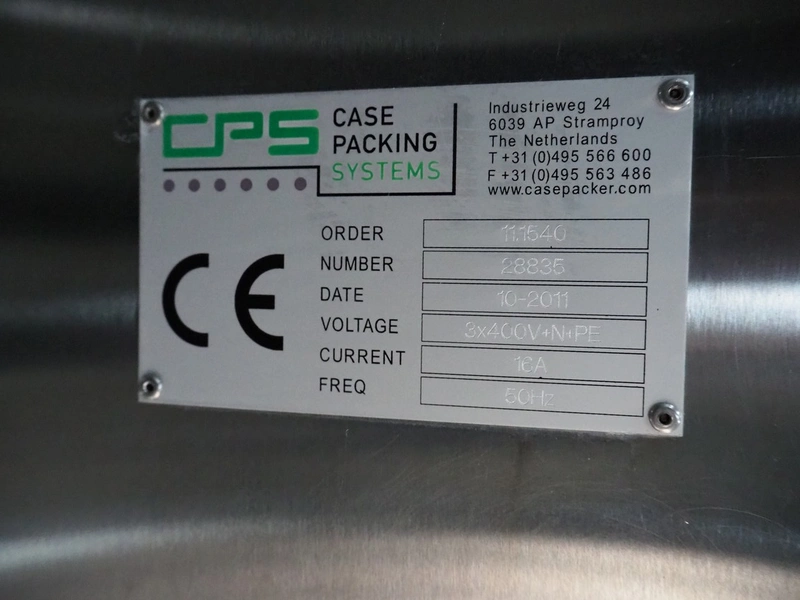 CPS
CASE
PACKING
SYSTEMS
Industrieweg 24
6039 AP Stramproy
The Netherlands
T +31 (0)495 566 600
F +31 (0)495 563 486
www.casepacker.com
CE
ORDER 11.1540
NUMBER 28835
DATE 10-2011
VOLTAGE 3x400V+N+PE
CURRENT 16A
FREQ 50Hz